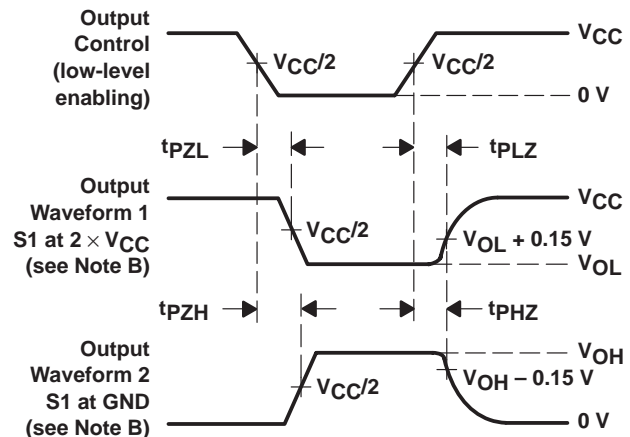 Output
Control
(low-level
enabling)
VCC
VCC/2
VCC/2
0 V
tPZL
tPLZ
Output
Waveform 1
S1 at 2 × VCC
(see Note B)
VCC
VCC/2
VOL + 0.15 V
VOL
tPZH
tPHZ
Output
Waveform 2
S1 at GND
(see Note B)
VOH
VCC/2
VOH – 0.15 V
0 V